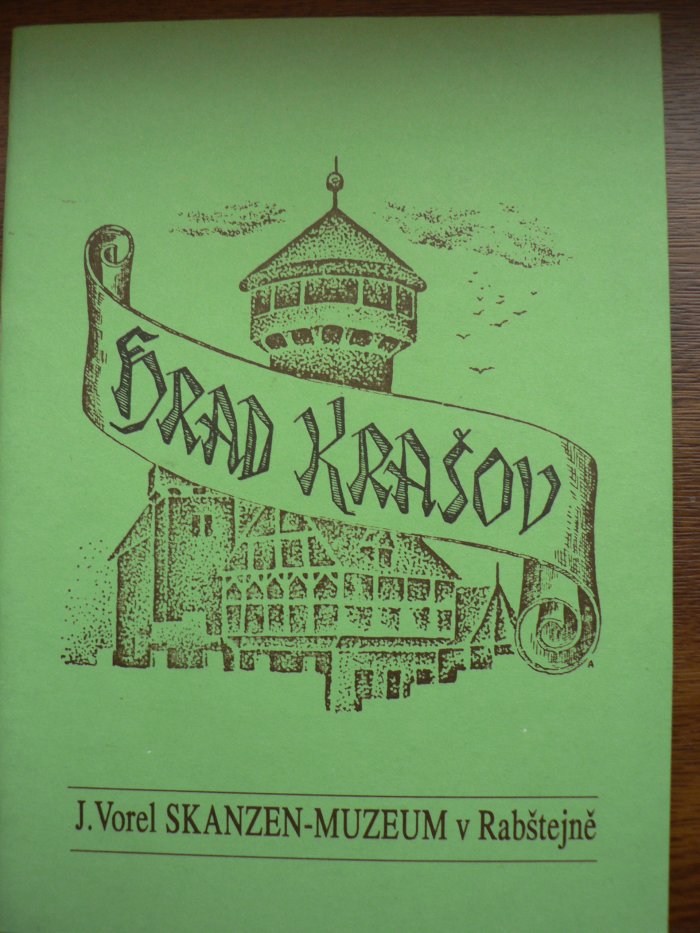 HRAD KRAŠOV
A
J. Vorel SKANZEN-MUZEUM v Rabštejně